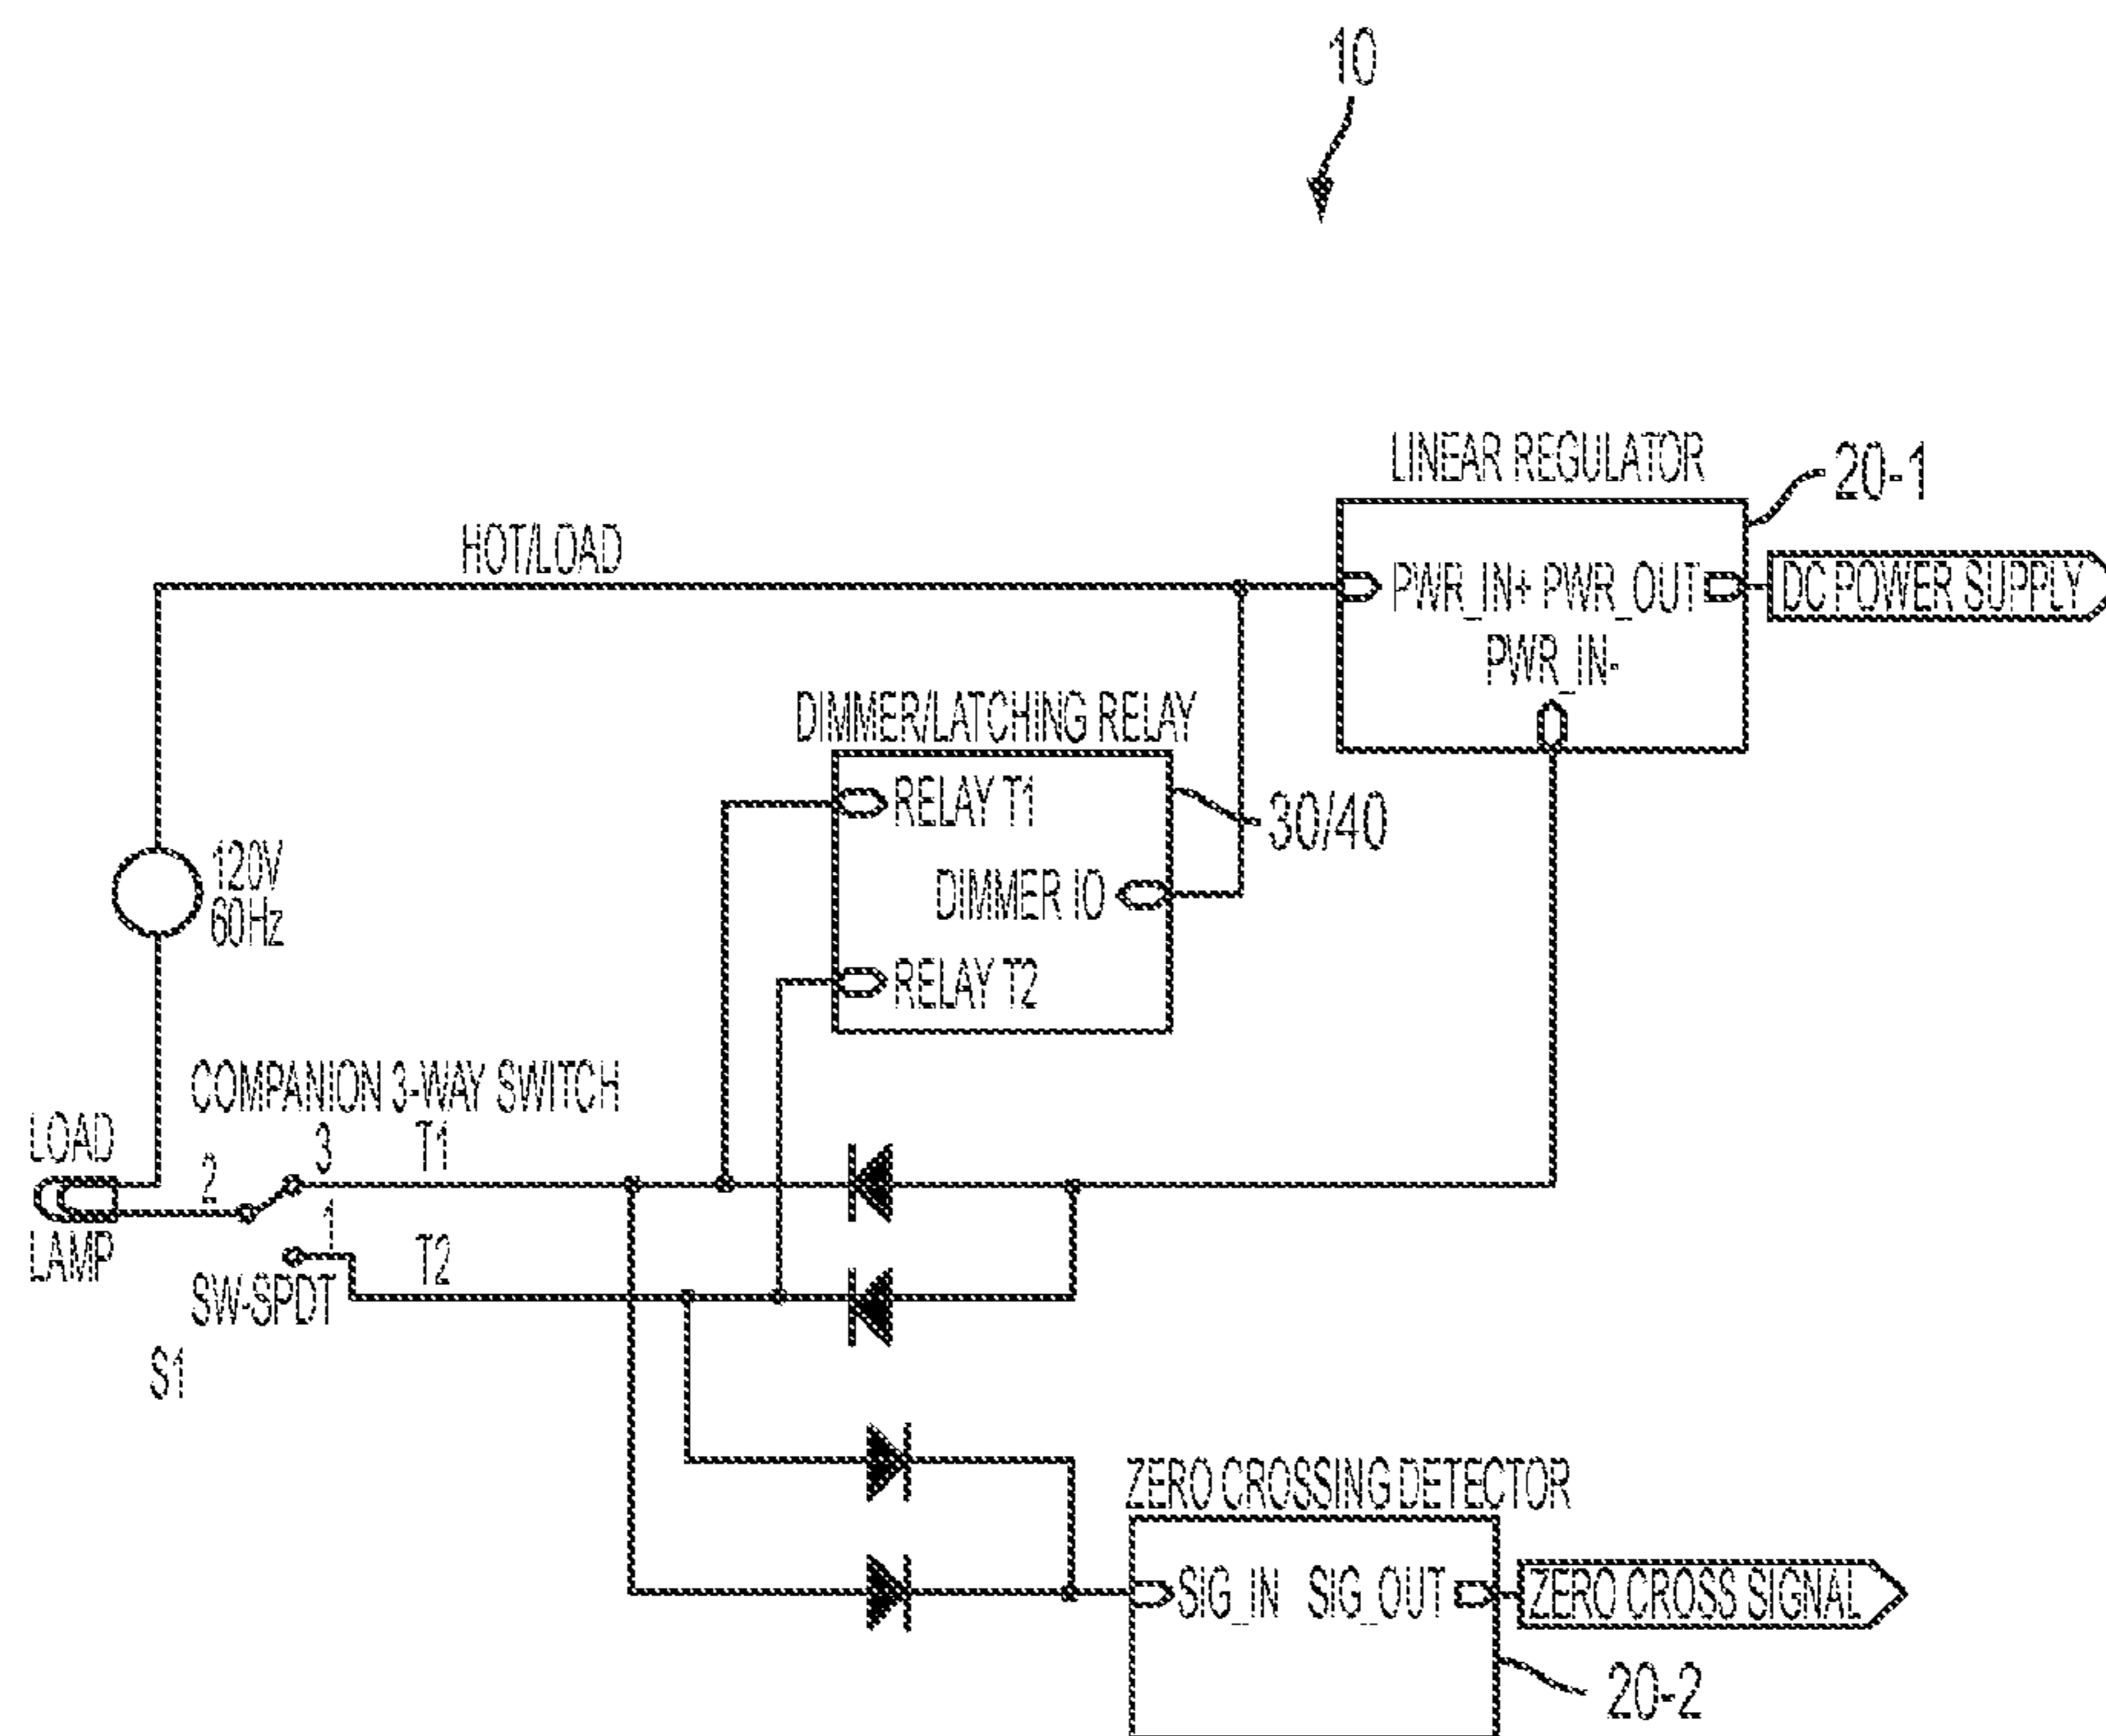 10
LINEAR REGULATOR
20-1
HOT/LOAD
PWR_IN+ PWR_OUT
DC POWER SUPPLY
PWR_IN-
DIMMER/LATCHING RELAY
RELAY T1
30/40
120V
60Hz
DIMMER IO
RELAY T2
COMPANION 3-WAY SWITCH
LOAD
2
3
T1
1
LAMP
T2
SW-SPDT
S1
ZERO CROSSING DETECTOR
SIG_IN SIG_OUT
ZERO CROSS SIGNAL
20-2